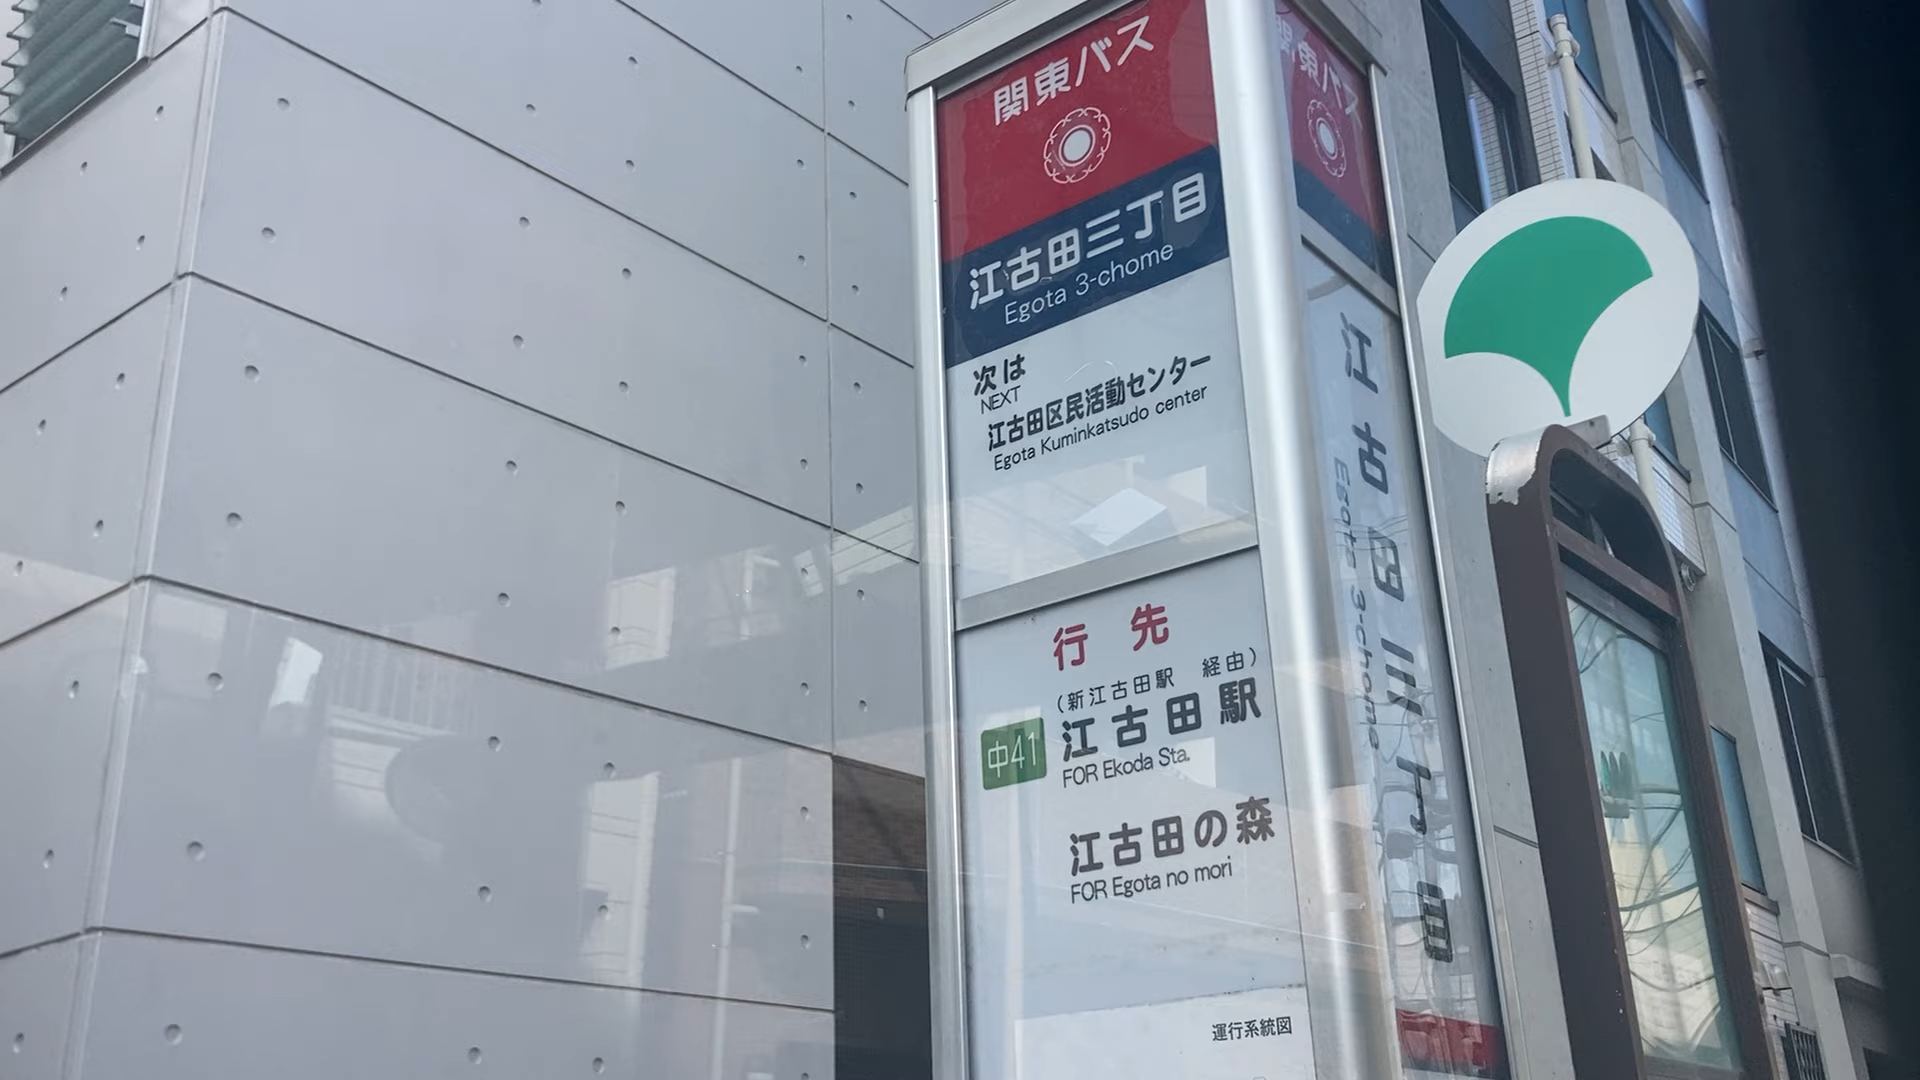 関東バス
江古田三丁目
Egota 3-chome
次は
NEXT
江古田区民活動センター
Egota Kuminkatsudo center
行先
(新江古田駅 経由)
中41
江古田駅
FOR Ekoda Sta.
江古田の森
FOR Egota no mori
運行系統図
関東バス
江古田三丁目
Egota 3-chome